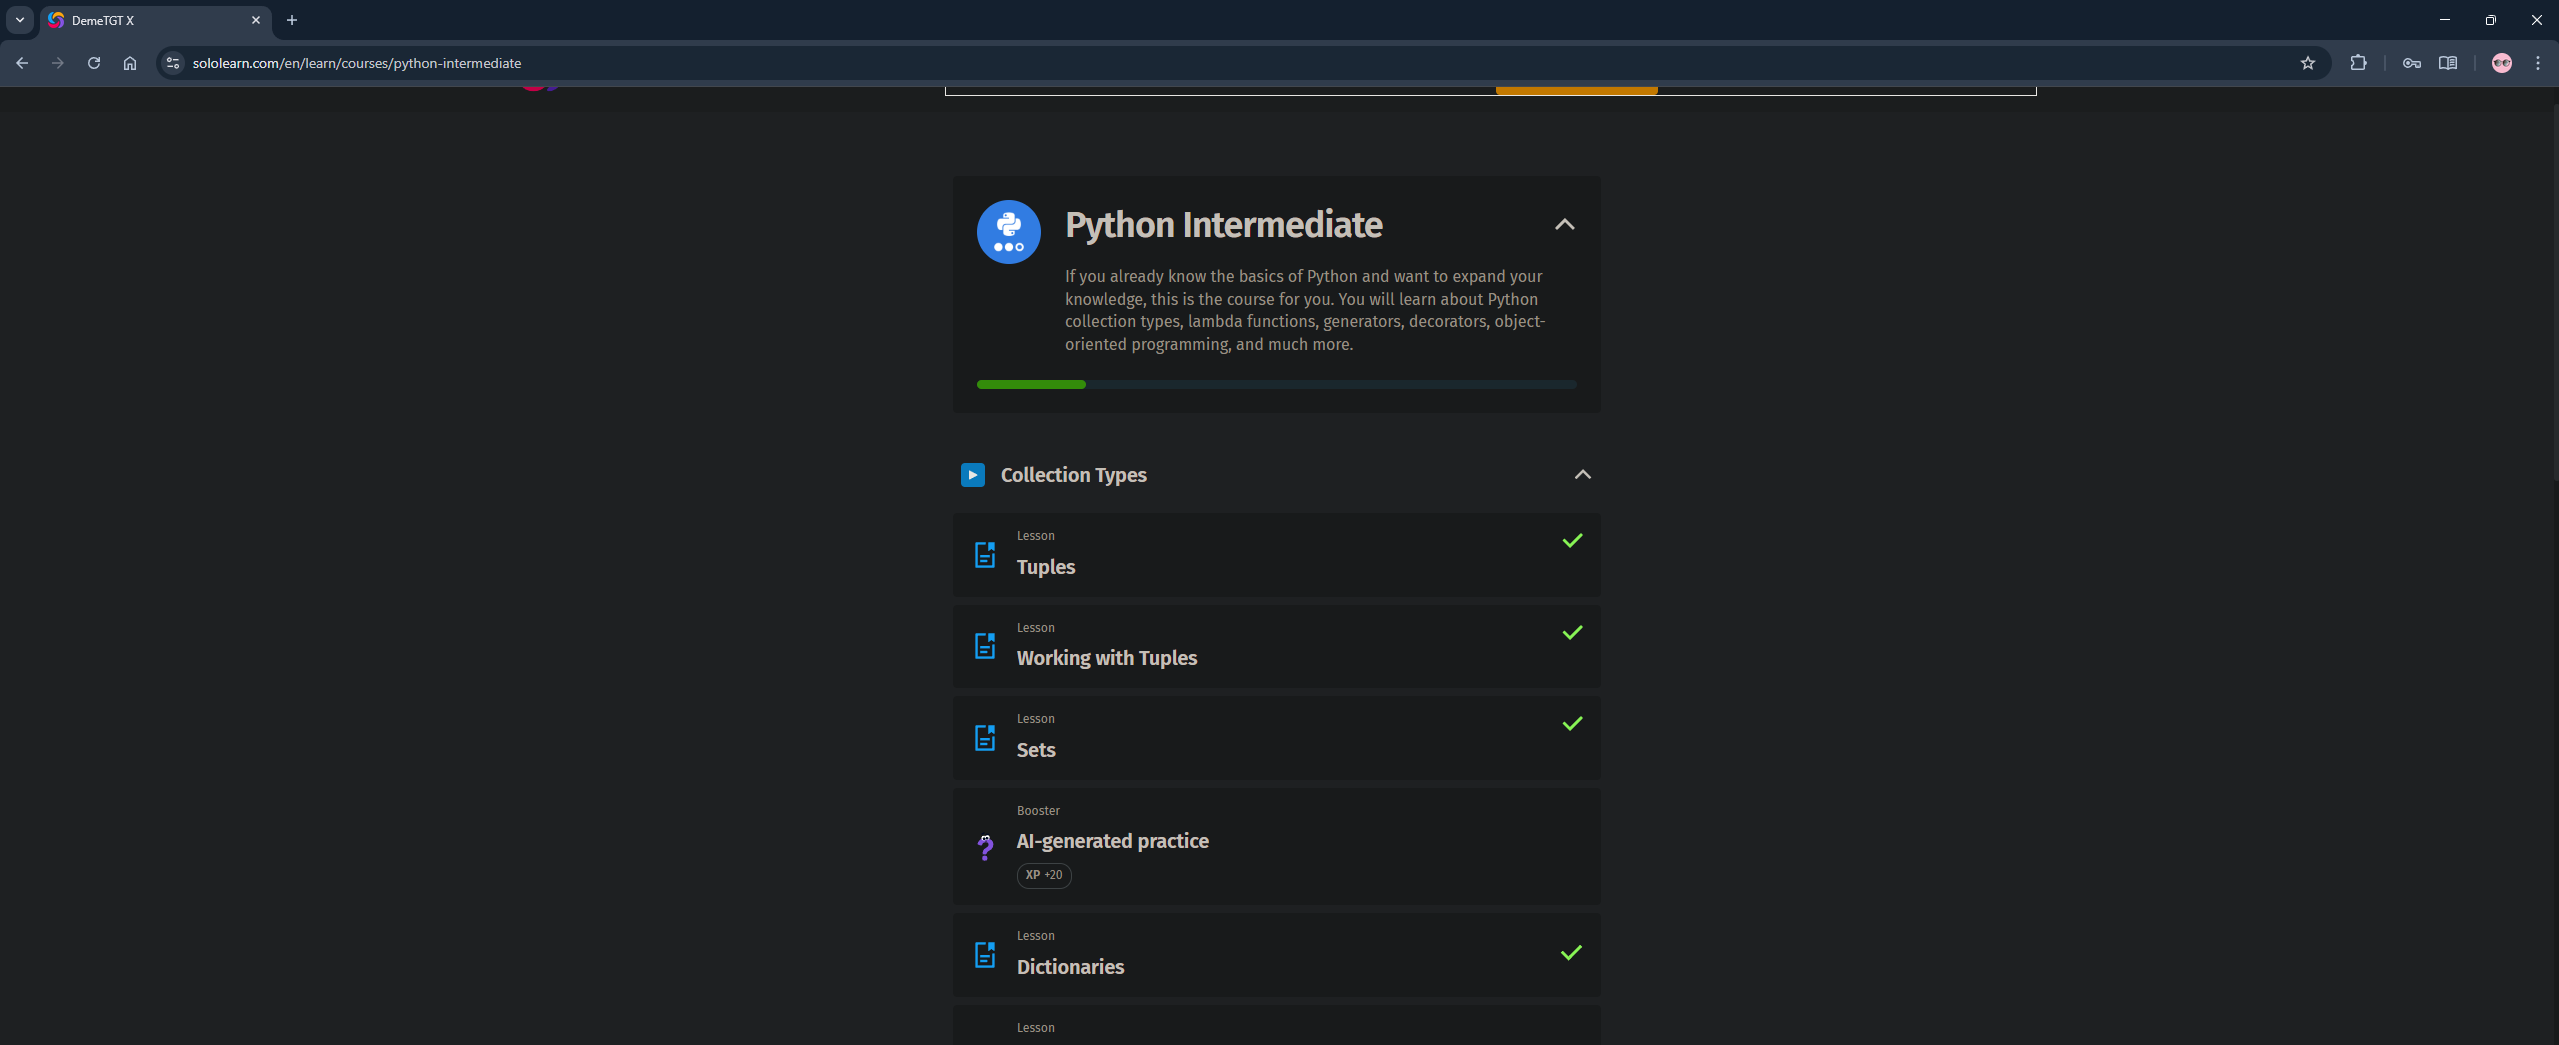 DemeTGT X
sololearn.com/en/learn/courses/python-intermediate
Python Intermediate
If you already know the basics of Python and want to expand your
knowledge, this is the course for you. You will learn about Python
collection types, lambda functions, generators, decorators, object-
oriented programming, and much more.
Collection Types
Lesson
Tuples
Lesson
Working with Tuples
Lesson
Sets
Booster
AI-generated practice
XP +20
Lesson
Dictionaries
Lesson